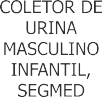 COLETOR DE
URINA
MASCULINO
INFANTIL,
SEGMED